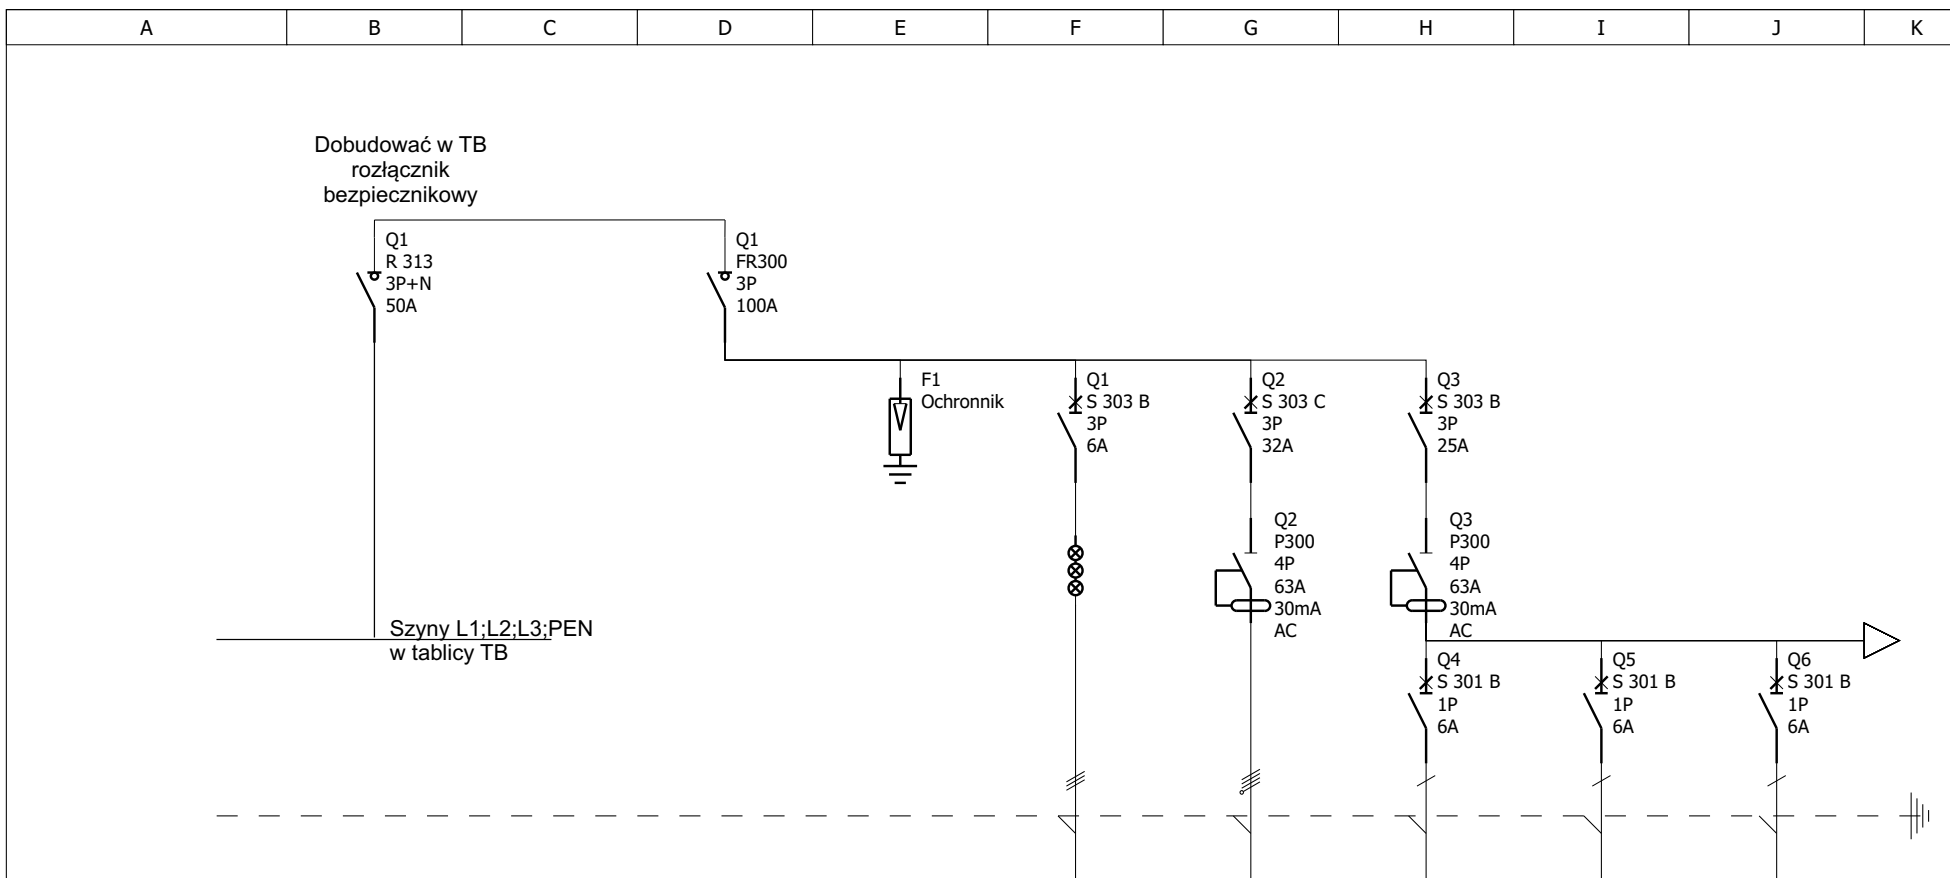 A B C D E F G H I J K
Dobudować w TB
rozłącznik
bezpiecznikowy
Q1
R 313
3P+N
50A
Q1
FR300
3P
100A
F1
Ochronnik
Q1
S 303 B
3P
6A
Q2
S 303 C
3P
32A
Q3
S 303 B
3P
25A
Q2
P300
4P
63A
30mA
AC
Q3
P300
4P
63A
30mA
AC
Szyny L1;L2;L3;PEN
w tablicy TB
Q4
S 301 B
1P
6A
Q5
S 301 B
1P
6A
Q6
S 301 B
1P
6A